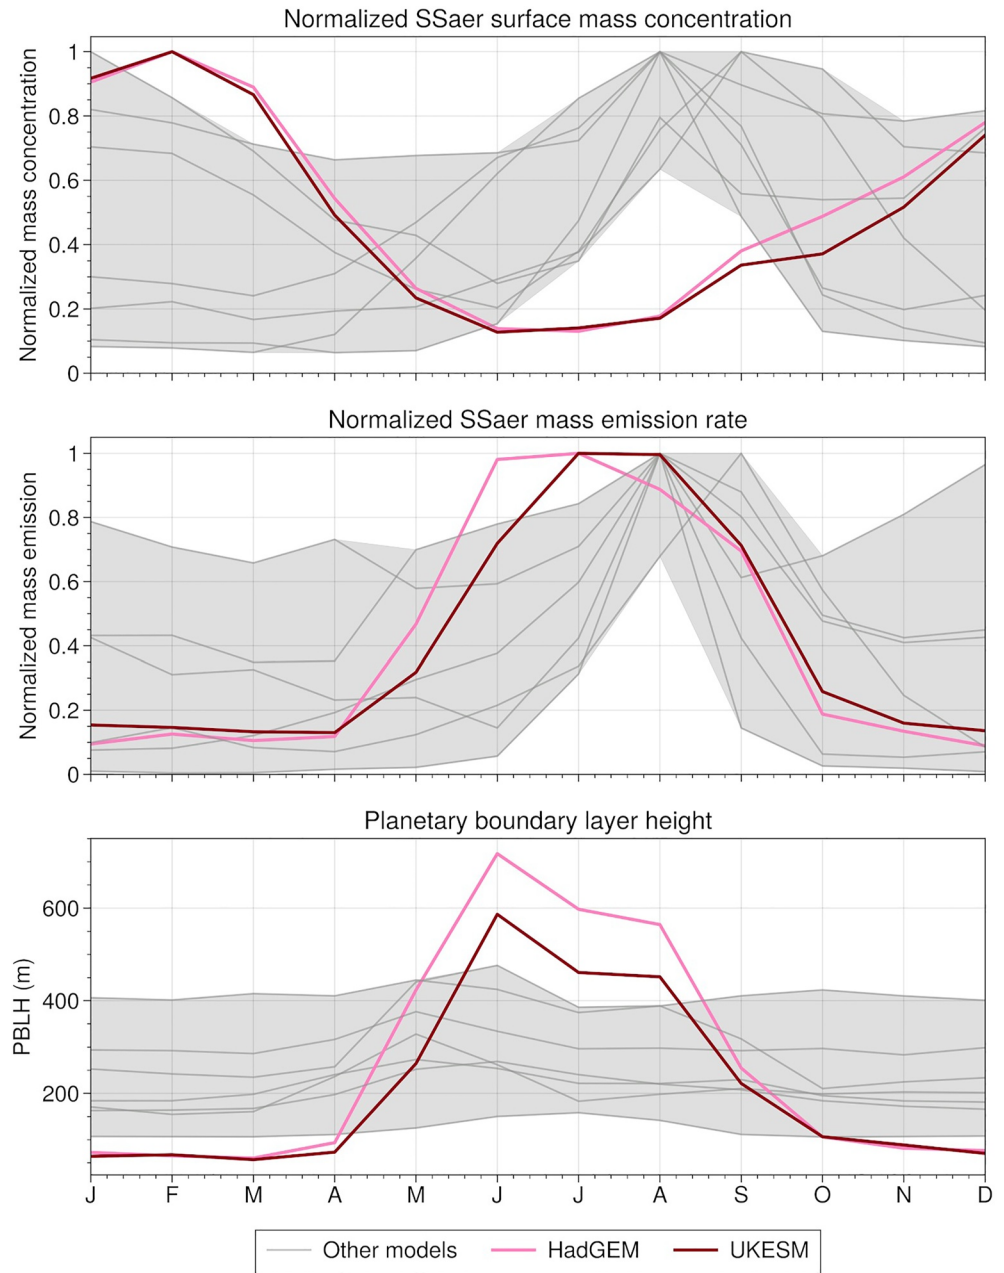 Normalized SSaer surface mass concentration
Normalized mass concentration
1
0.8
0.6
0.4
0.2
0
Normalized SSaer mass emission rate
Normalized mass emission
1
0.8
0.6
0.4
0.2
0
Planetary boundary layer height
PBLH (m)
600
400
200
J F M A M J J A S O N D
Other models HadGEM UKESM